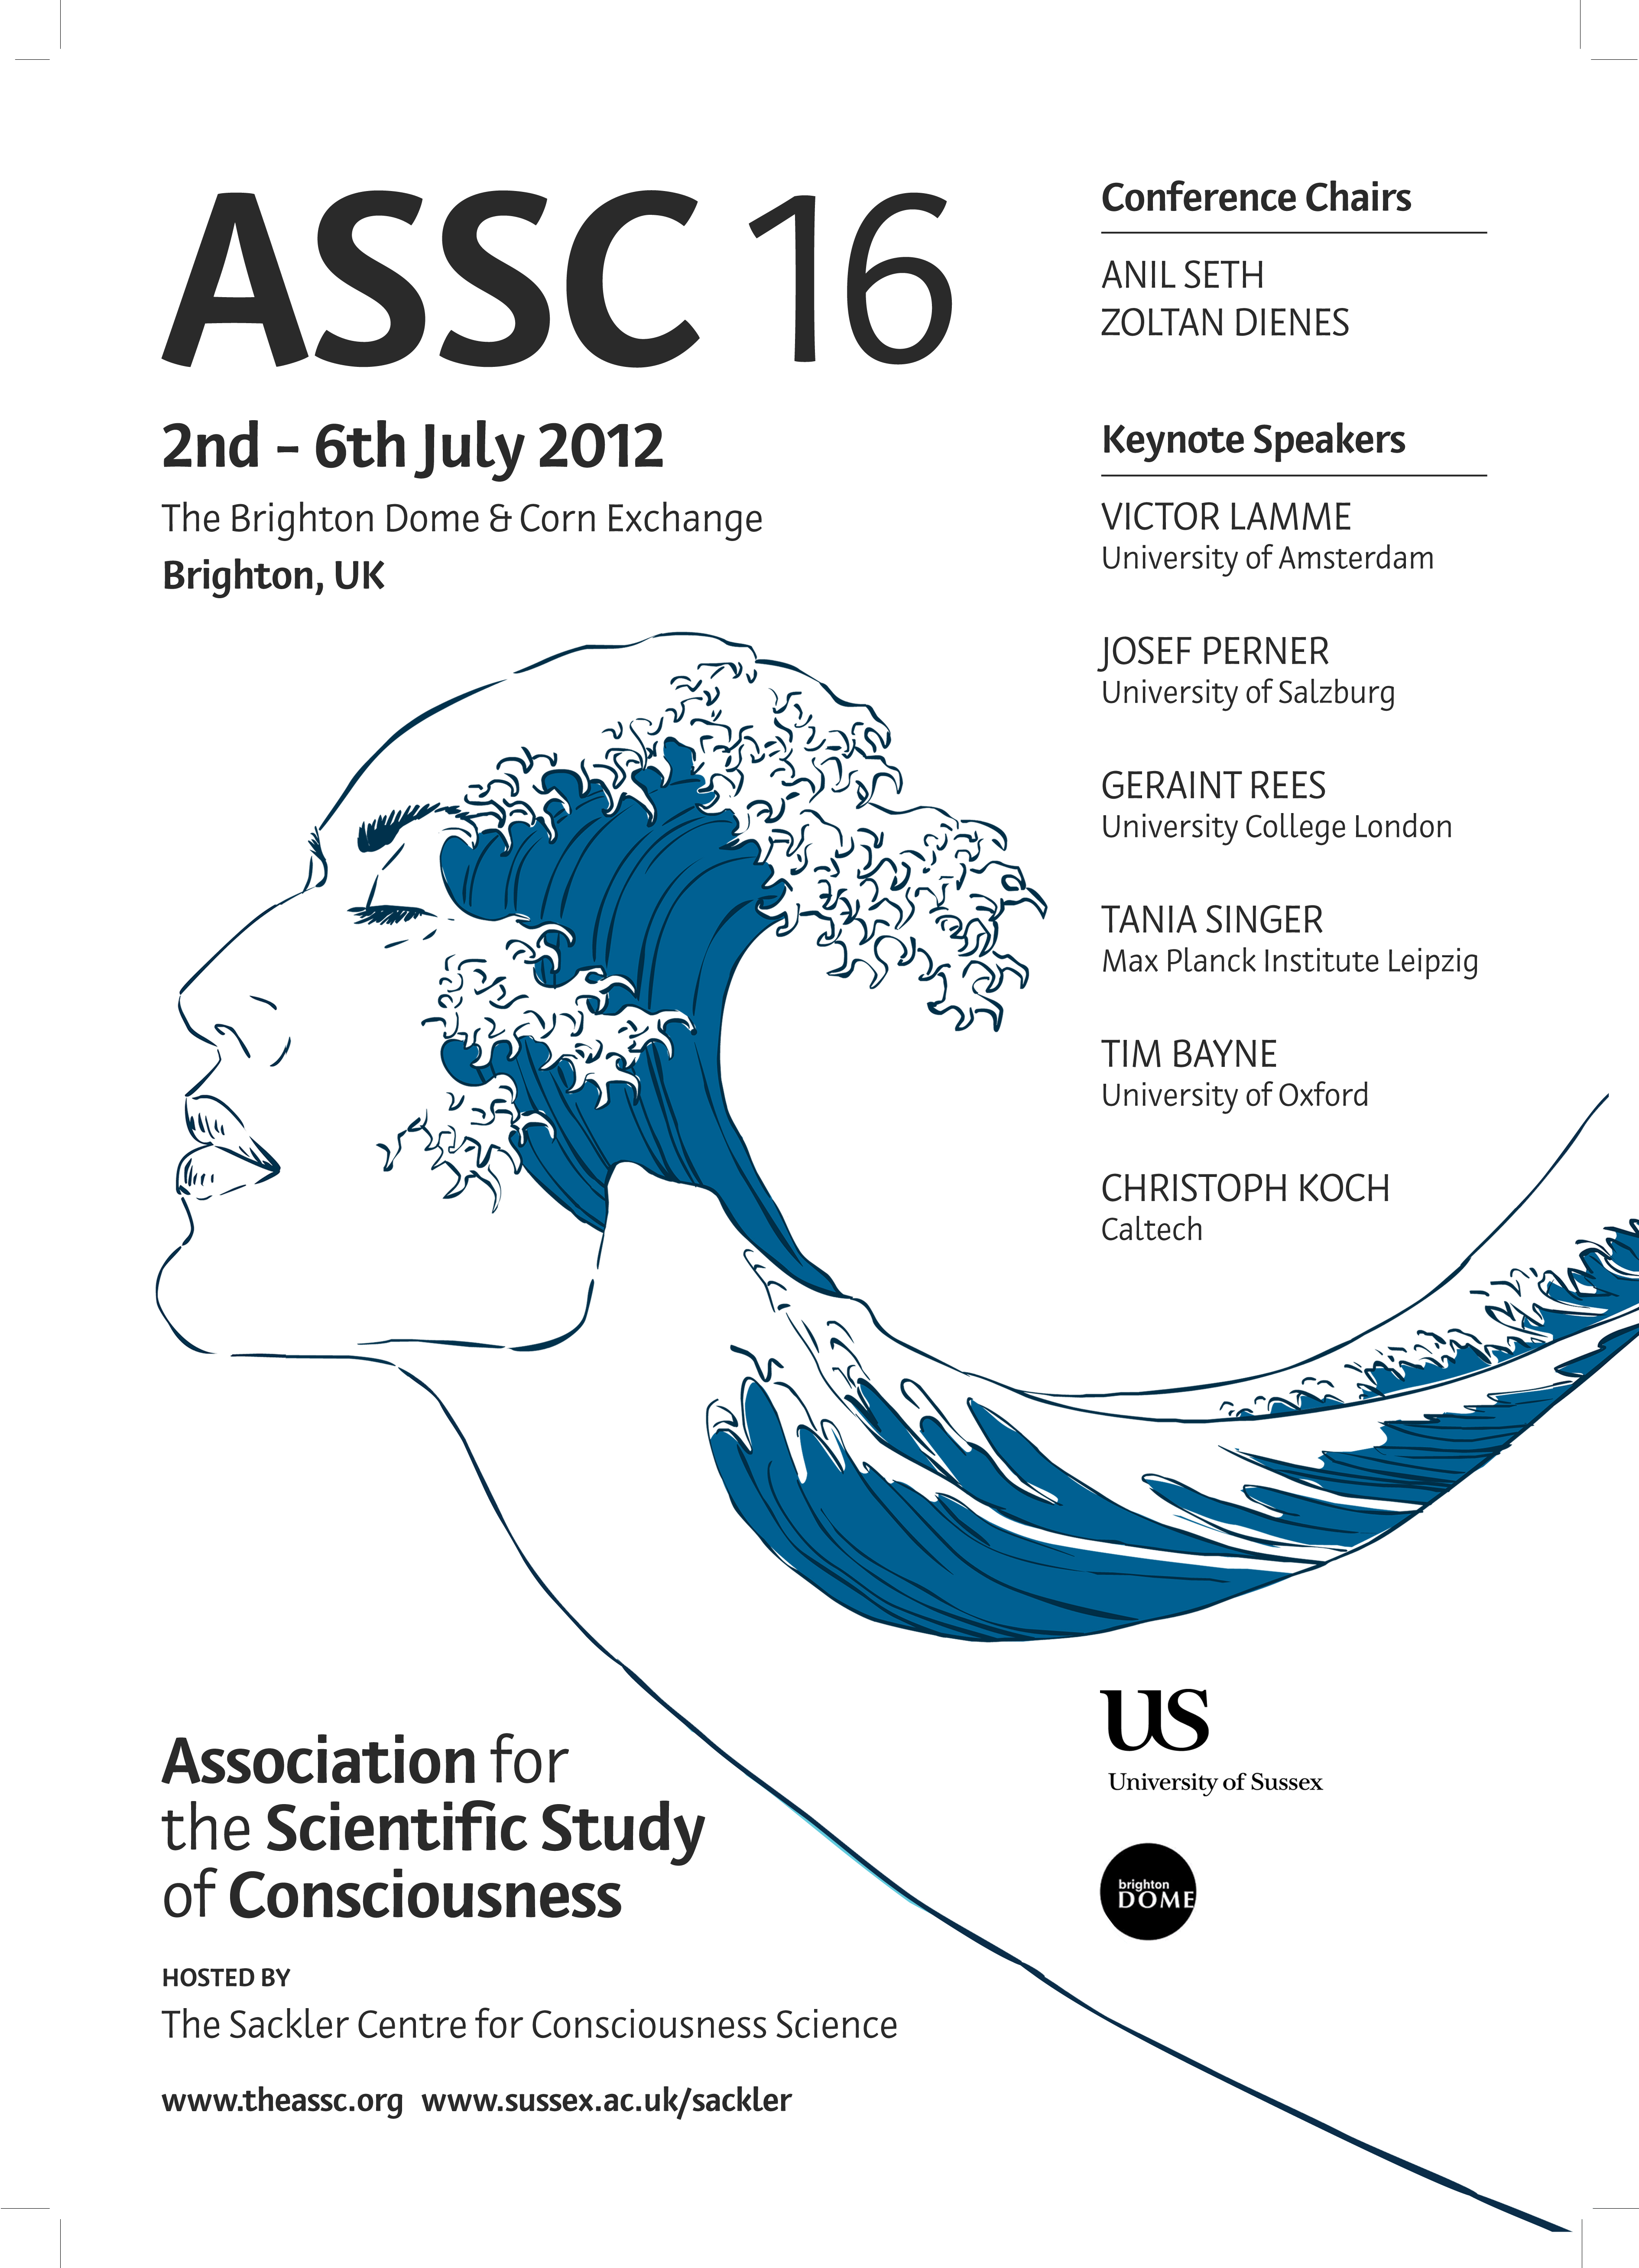 ASSC 16
2nd – 6th July 2012
The Brighton Dome & Corn Exchange
Brighton, UK
Conference Chairs
ANIL SETH
ZOLTAN DIENES
Keynote Speakers
VICTOR LAMME
University of Amsterdam
JOSEF PERNER
University of Salzburg
GERAINT REES
University College London
TANIA SINGER
Max Planck Institute Leipzig
TIM BAYNE
University of Oxford
CHRISTOPH KOCH
Caltech
Association for
the Scientific Study
of Consciousness
HOSTED BY
The Sackler Centre for Consciousness Science
www.theassc.org www.sussex.ac.uk/sackler
US
University of Sussex
brighton
DOME